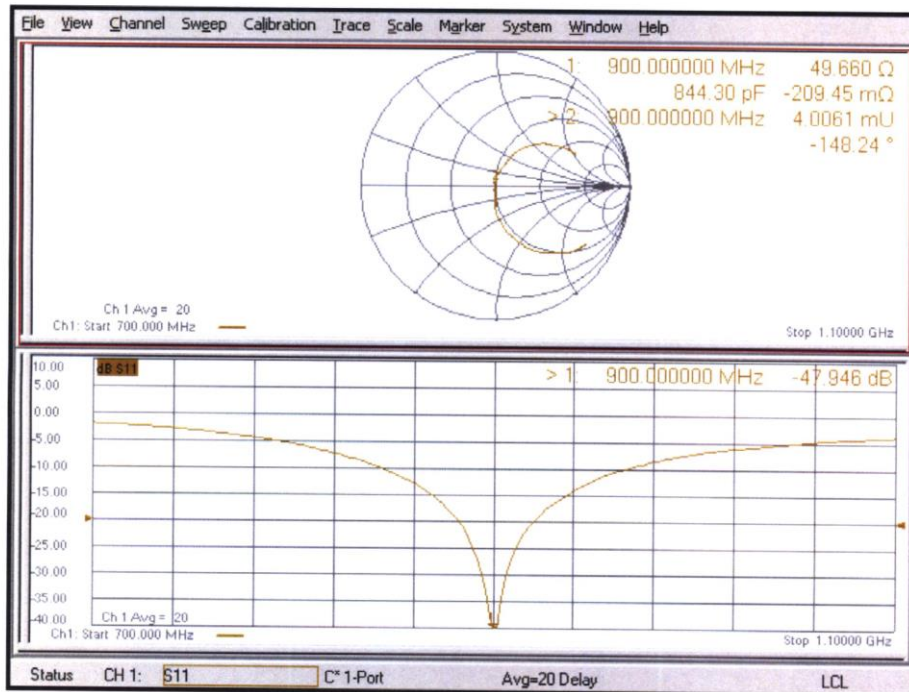 File View Channel Sweep Calibration Trace Scale Marker System Window Help
1: 900.000000 MHz 49.660 Ω
844.30 pF -209.45 mΩ
> 2: 900.000000 MHz 4.0061 mU
-148.24 °
Ch 1 Avg = 20
Ch1: Start 700.000 MHz
Stop 1.10000 GHz
10.00
dB S11
> 1: 900.000000 MHz -47.946 dB
5.00
0.00
-5.00
-10.00
-15.00
-20.00
-25.00
-30.00
-35.00
-40.00
Ch 1 Avg = 20
Ch1: Start 700.000 MHz
Stop 1.10000 GHz
Status CH 1: S11 C* 1-Port Avg=20 Delay LCL